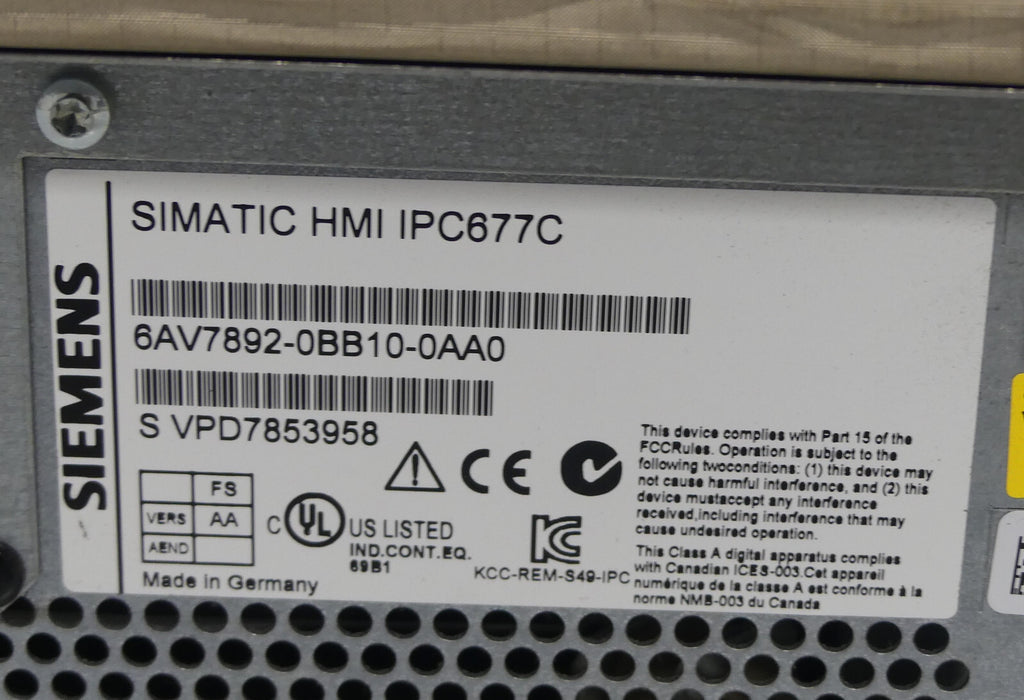 SIEMENS
SIMATIC HMI IPC677C
6AV7892-0BB10-0AA0
S VPD7853958
FS
VERS AA
AEND
Made in Germany
C UL US LISTED
IND.CONT.EQ.
69B1
CE
KCC-REM-S49-IPC
This device complies with Part 15 of the
FCCRules. Operation is subject to the
following twoconditions: (1) this device may
not cause harmful interference, and (2) this
device mustaccept any interference
received,including interference that may
cause undesired operation.
This Class A digital apparatus complies
with Canadian ICES-003.Cet appareil
numérique de la classe A est conforme à la
norme NMB-003 du Canada